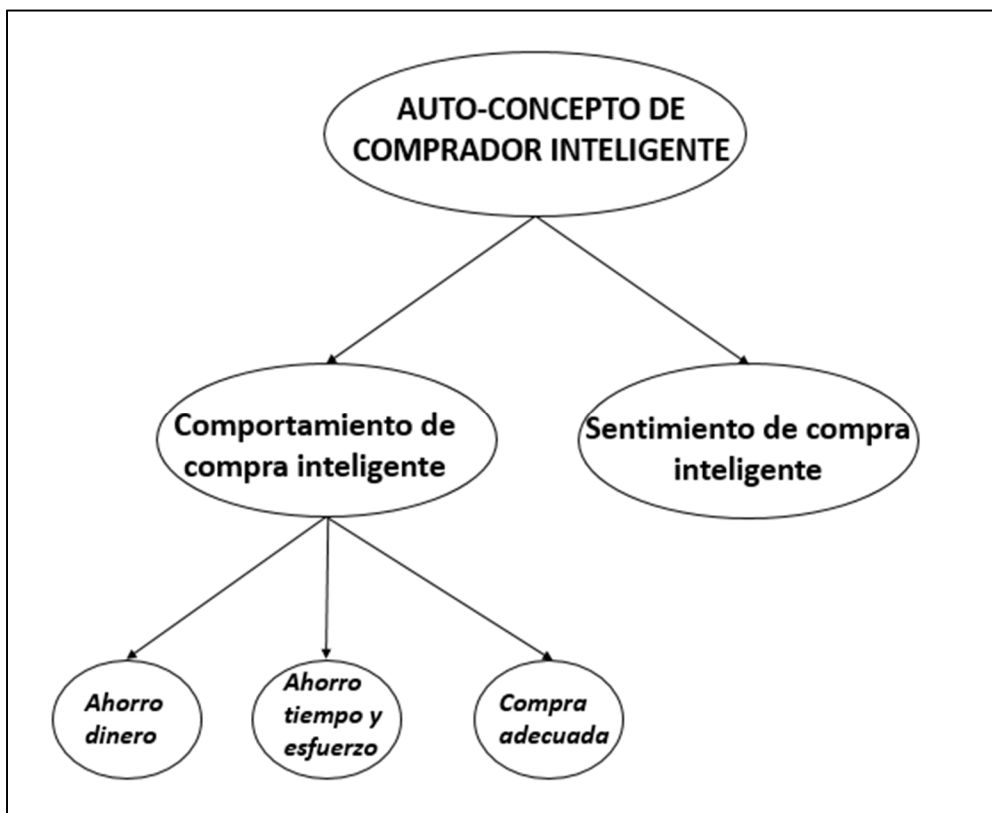 AUTO-CONCEPTO DE
COMPRADOR INTELIGENTE
Comportamiento de
compra inteligente
Sentimiento de compra
inteligente
Ahorro
dinero
Ahorro
tiempo y
esfuerzo
Compra
adecuada